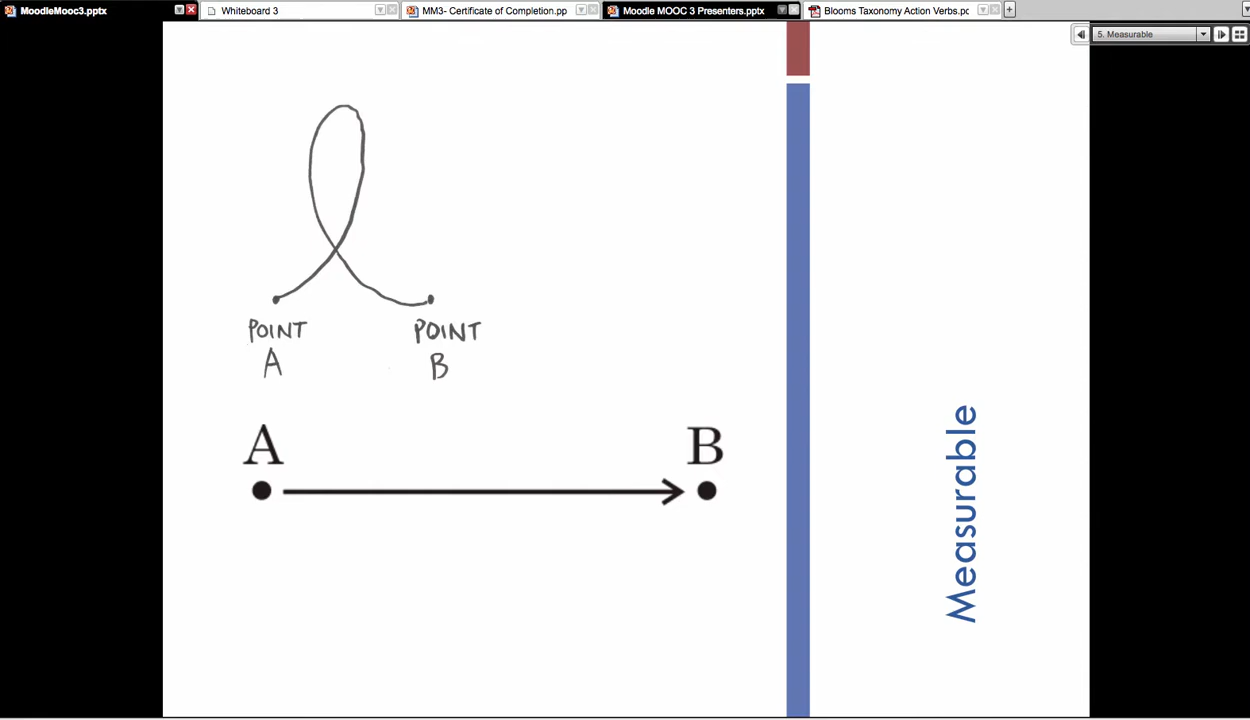 MoodleMooc3.pptx
Whiteboard 3
MM3- Certificate of Completion.pp
Moodle MOOC 3 Presenters.pptx
Blooms Taxonomy Action Verbs.pc
5. Measurable
POINT
A
POINT
B
A
B
Measurable